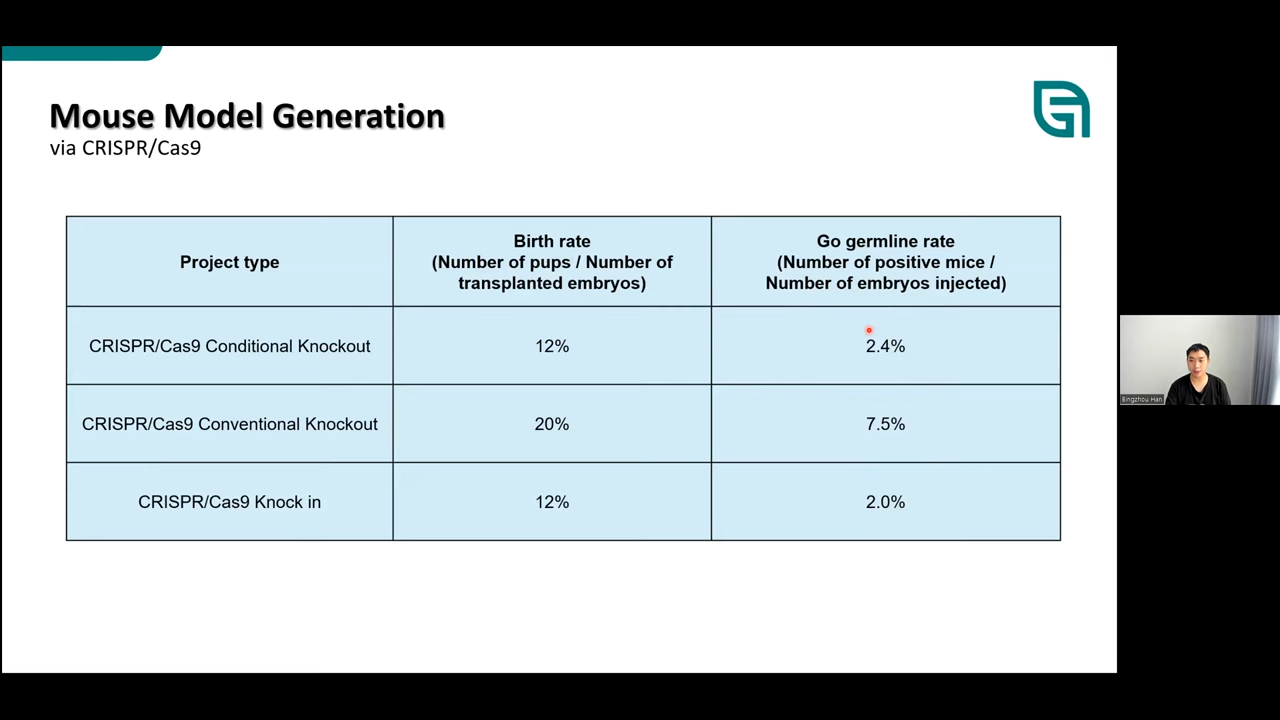 Mouse Model Generation
via CRISPR/Cas9
Project type
Birth rate
(Number of pups / Number of
transplanted embryos)
Go germline rate
(Number of positive mice /
Number of embryos injected)
CRISPR/Cas9 Conditional Knockout
12%
2.4%
CRISPR/Cas9 Conventional Knockout
20%
7.5%
CRISPR/Cas9 Knock in
12%
2.0%
Bingzhou Han